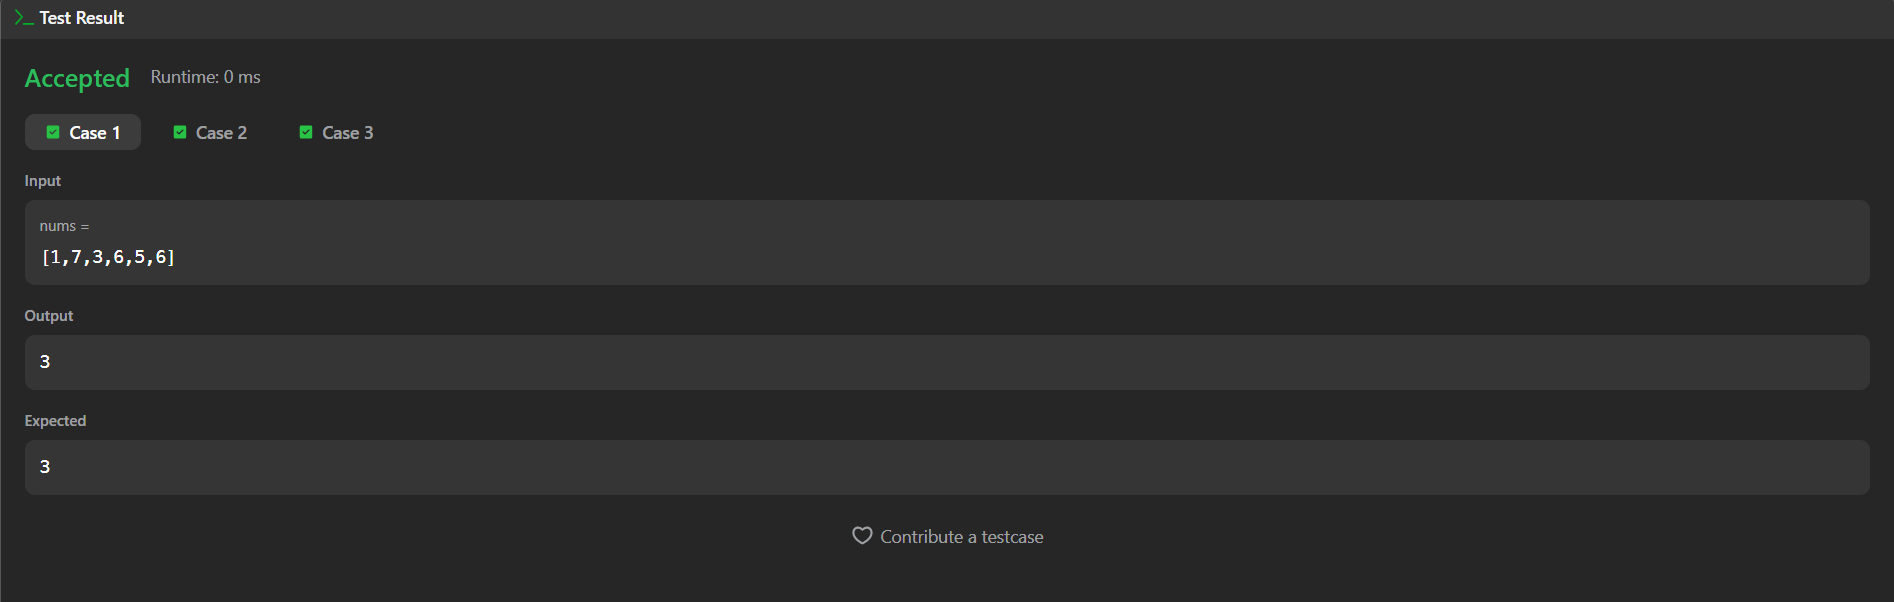 Test Result
Accepted Runtime: 0 ms
Case 1 Case 2 Case 3
Input
nums =
[1,7,3,6,5,6]
Output
3
Expected
3
Contribute a testcase